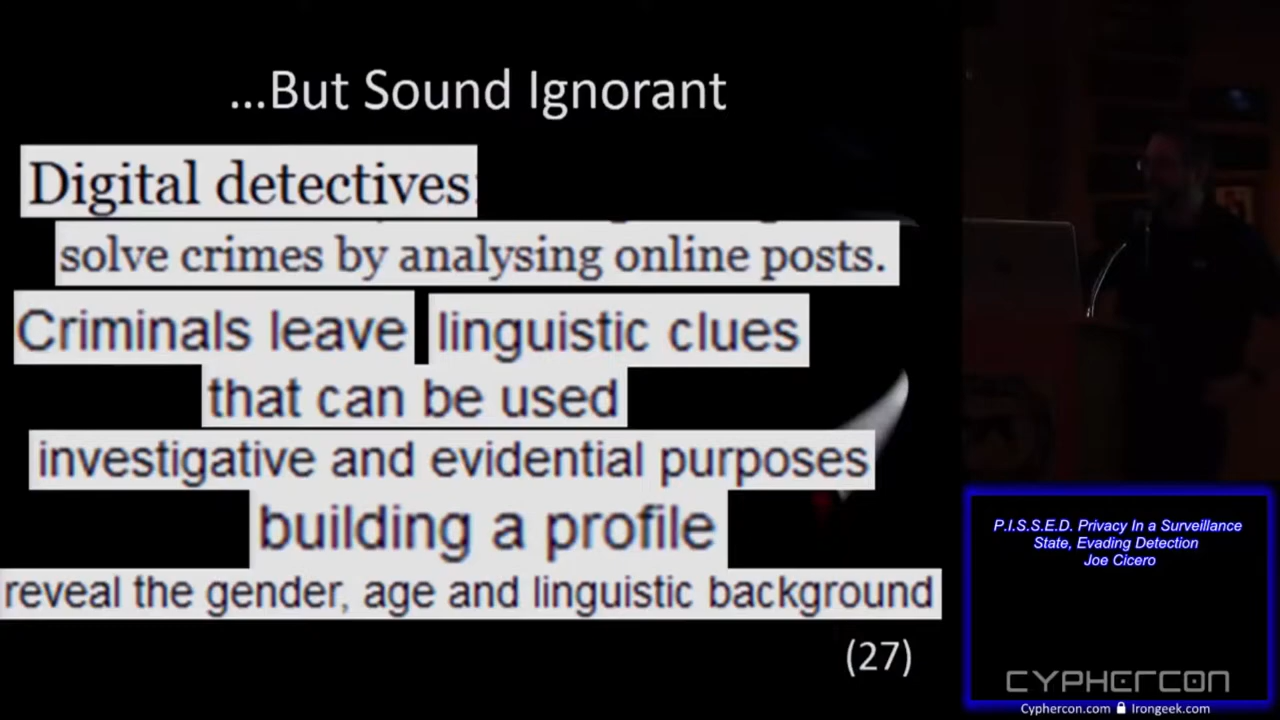 ...But Sound Ignorant
Digital detectives
solve crimes by analysing online posts.
Criminals leave linguistic clues
that can be used
investigative and evidential purposes
building a profile
reveal the gender, age and linguistic background
(27)
P.I.S.S.E.D. Privacy In a Surveillance
State, Evading Detection
Joe Cicero
CYPHERCON
Cyphercon.com Irongeek.com